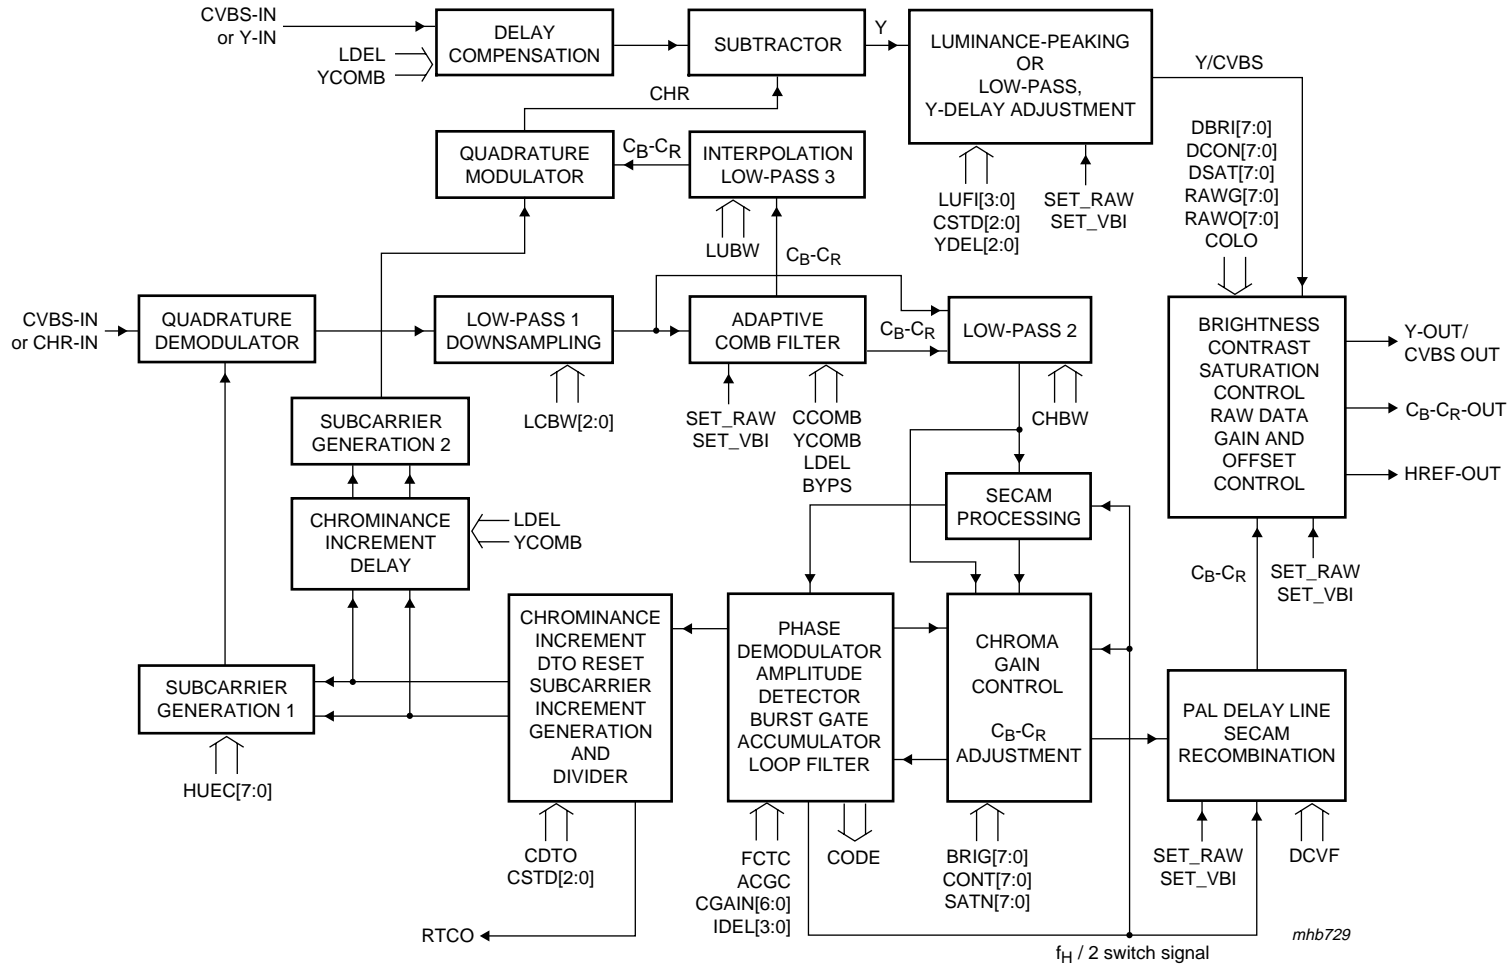 CVBS-IN
or Y-IN
LDEL
YCOMB
DELAY
COMPENSATION
SUBTRACTOR
Y
LUMINANCE-PEAKING
OR
LOW-PASS,
Y-DELAY ADJUSTMENT
Y/CVBS
CHR
QUADRATURE
MODULATOR
CB-CR
INTERPOLATION
LOW-PASS 3
LUBW
CB-CR
LUFI[3:0]
CSTD[2:0]
YDEL[2:0]
SET_RAW
SET_VBI
DBRI[7:0]
DCON[7:0]
DSAT[7:0]
RAWG[7:0]
RAWO[7:0]
COLO
CVBS-IN
or CHR-IN
QUADRATURE
DEMODULATOR
LOW-PASS 1
DOWNSAMPLING
LCBW[2:0]
ADAPTIVE
COMB FILTER
CB-CR
LOW-PASS 2
SET_RAW
SET_VBI
CCOMB
YCOMB
LDEL
BYPS
CHBW
BRIGHTNESS
CONTRAST
SATURATION
CONTROL
RAW DATA
GAIN AND
OFFSET
CONTROL
Y-OUT/
CVBS OUT
CB-CR-OUT
HREF-OUT
SUBCARRIER
GENERATION 2
CHROMINANCE
INCREMENT
DELAY
LDEL
YCOMB
SECAM
PROCESSING
CB-CR
SET_RAW
SET_VBI
SUBCARRIER
GENERATION 1
HUEC[7:0]
CHROMINANCE
INCREMENT
DTO RESET
SUBCARRIER
INCREMENT
GENERATION
AND
DIVIDER
CDTO
CSTD[2:0]
PHASE
DEMODULATOR
AMPLITUDE
DETECTOR
BURST GATE
ACCUMULATOR
LOOP FILTER
FCTC
ACGC
CGAIN[6:0]
IDEL[3:0]
CODE
CHROMA
GAIN
CONTROL
CB-CR
ADJUSTMENT
BRIG[7:0]
CONT[7:0]
SATN[7:0]
PAL DELAY LINE
SECAM
RECOMBINATION
SET_RAW
SET_VBI
DCVF
RTCO
fH / 2 switch signal
mhb729